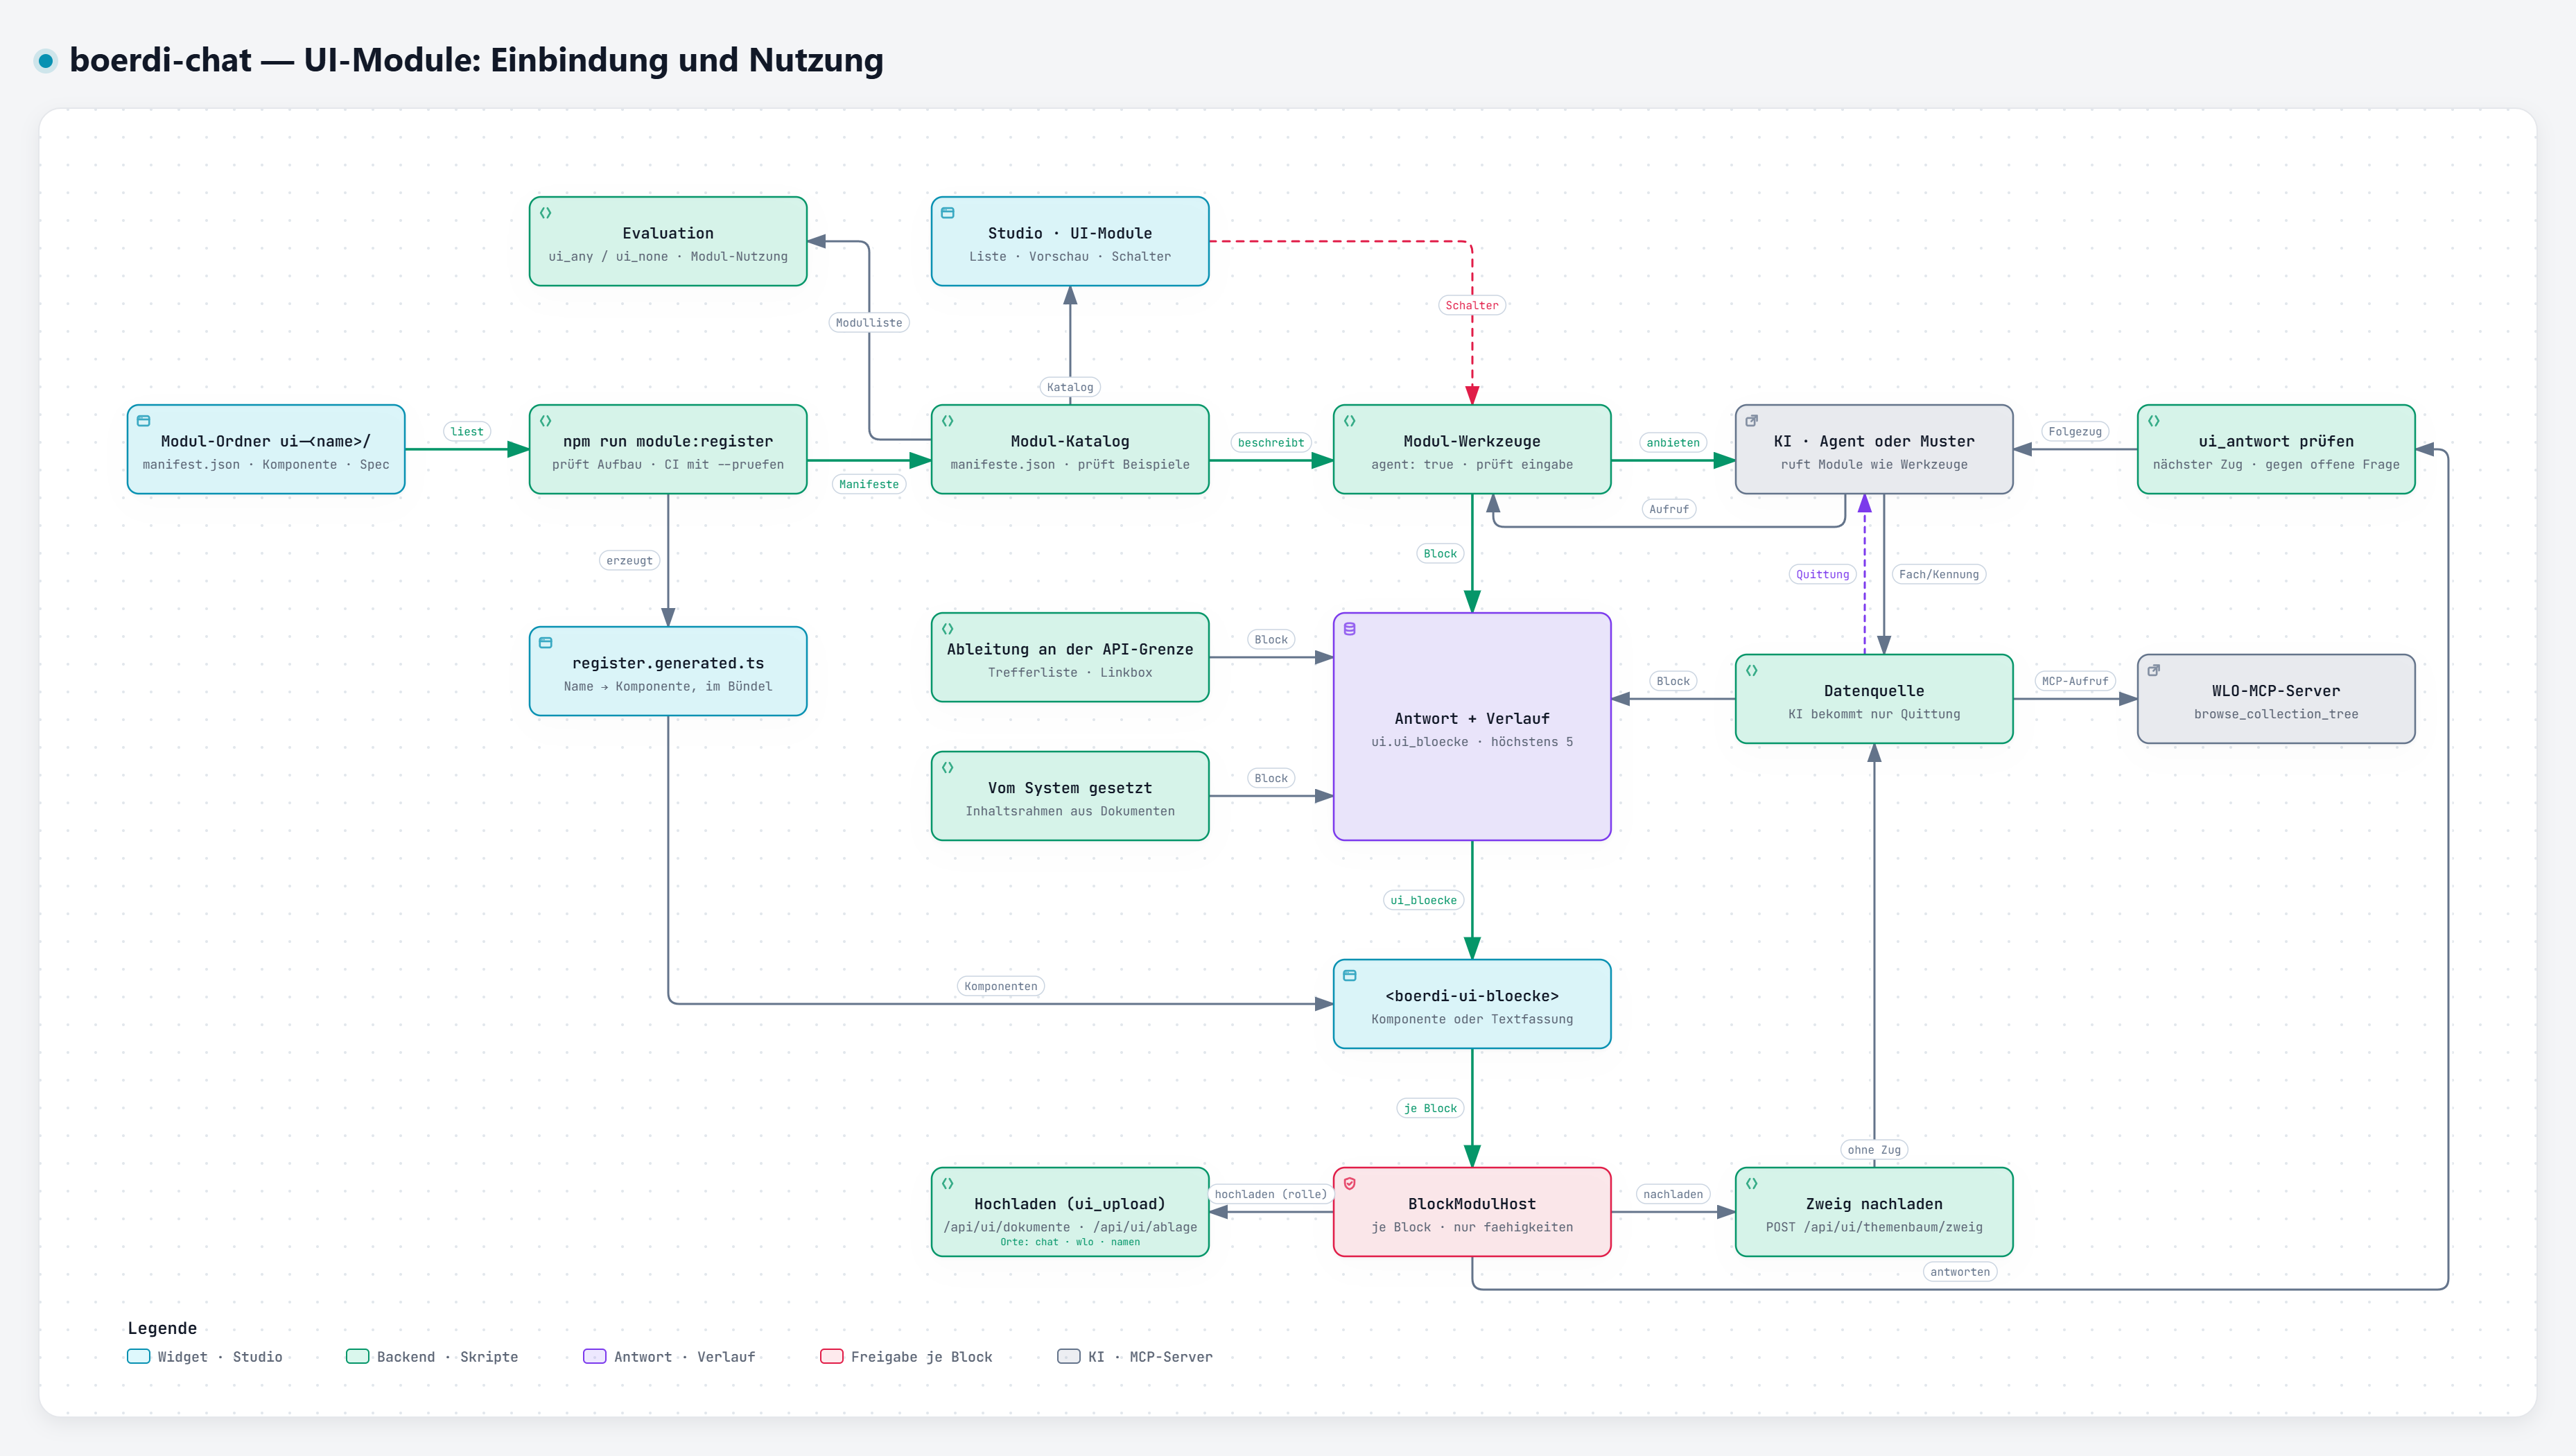 boerdi-chat — UI-Module: Einbindung und Nutzung
Evaluation
ui_any / ui_none · Modul-Nutzung
Studio · UI-Module
Liste · Vorschau · Schalter
Schalter
Modulliste
Katalog
Modul-Ordner ui-<name>/
manifest.json · Komponente · Spec
liest
npm run module:register
prüft Aufbau · CI mit --pruefen
Manifeste
Modul-Katalog
manifeste.json · prüft Beispiele
beschreibt
Modul-Werkzeuge
agent: true · prüft eingabe
anbieten
KI · Agent oder Muster
ruft Module wie Werkzeuge
Folgezug
ui_antwort prüfen
nächster Zug · gegen offene Frage
Aufruf
erzeugt
Block
Quittung
Fach/Kennung
register.generated.ts
Name → Komponente, im Bündel
Ableitung an der API-Grenze
Trefferliste · Linkbox
Block
Antwort + Verlauf
ui.ui_bloecke · höchstens 5
Block
Datenquelle
KI bekommt nur Quittung
MCP-Aufruf
WLO-MCP-Server
browse_collection_tree
Vom System gesetzt
Inhaltsrahmen aus Dokumenten
Block
ui_bloecke
Komponenten
<boerdi-ui-bloecke>
Komponente oder Textfassung
je Block
ohne Zug
Hochladen (ui_upload)
/api/ui/dokumente · /api/ui/ablage
Orte: chat · wlo · namen
hochladen (rolle)
BlockModulHost
je Block · nur faehigkeiten
nachladen
Zweig nachladen
POST /api/ui/themenbaum/zweig
antworten
Legende
Widget · Studio
Backend · Skripte
Antwort · Verlauf
Freigabe je Block
KI · MCP-Server